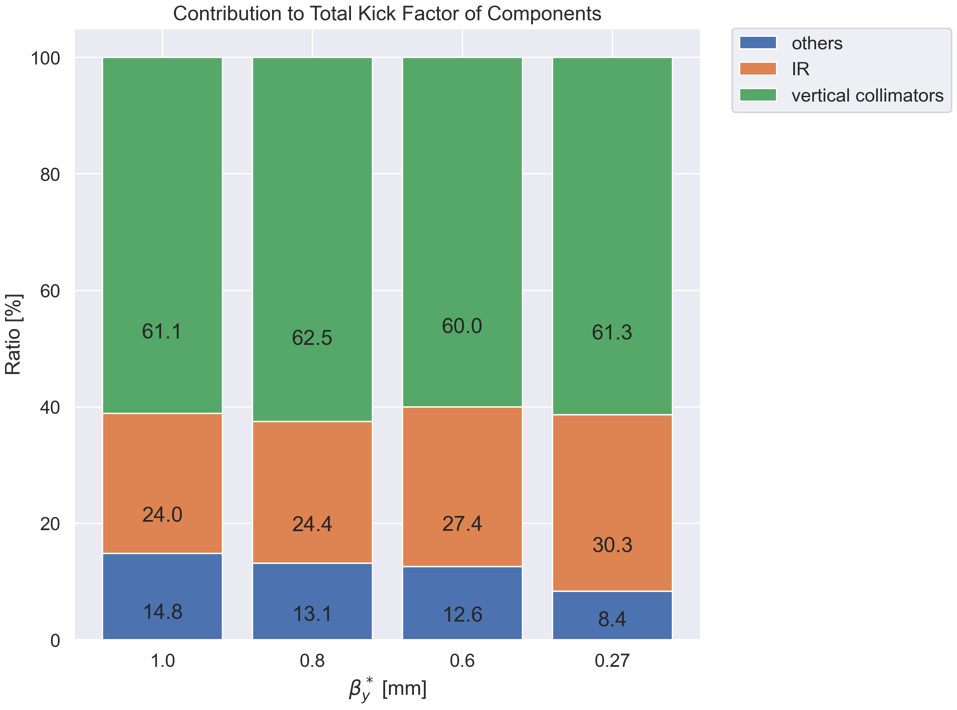 Contribution to Total Kick Factor of Components
others
IR
vertical collimators
Ratio [%]
100
80
60
40
20
0
61.1 62.5 60.0 61.3
24.0 24.4 27.4 30.3
14.8 13.1 12.6 8.4
1.0 0.8 0.6 0.27
β*y [mm]